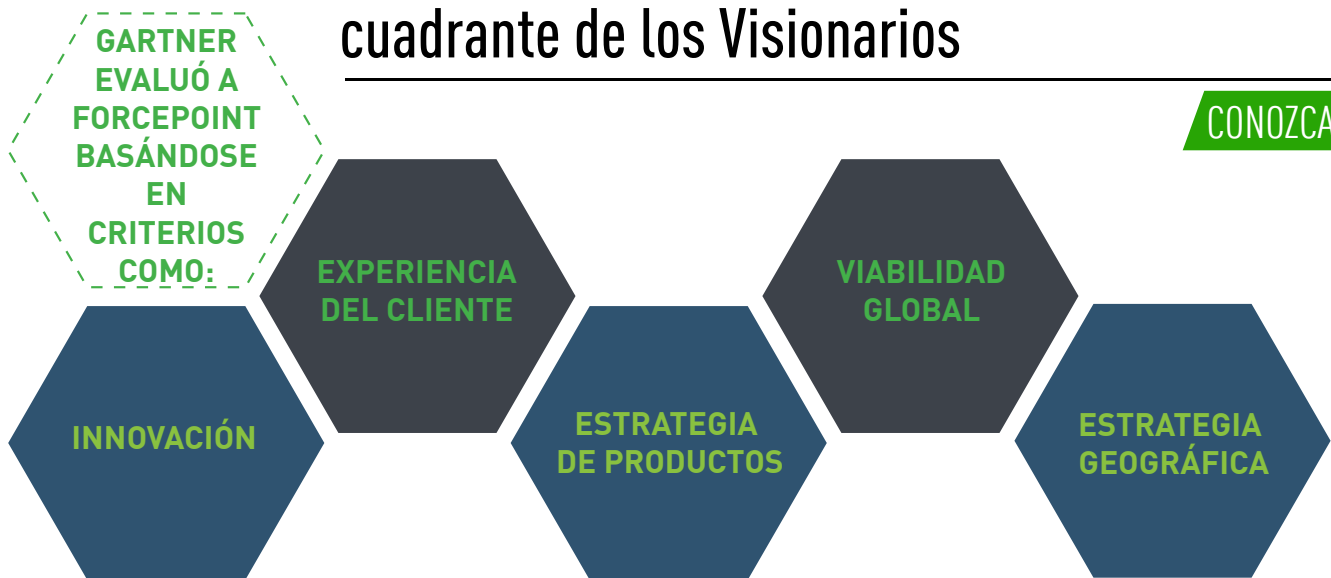 cuadrante de los Visionarios
CONOZCA
GARTNER
EVALUÓ A
FORCEPOINT
BASÁNDOSE
EN
CRITERIOS
COMO:
EXPERIENCIA
DEL CLIENTE
VIABILIDAD
GLOBAL
INNOVACIÓN
ESTRATEGIA
DE PRODUCTOS
ESTRATEGIA
GEOGRÁFICA